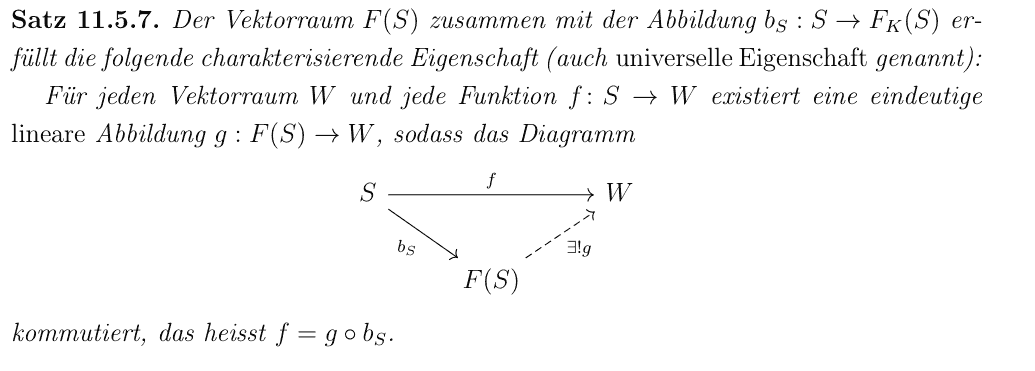 Satz 11.5.7. Der Vektorraum F(S) zusammen mit der Abbildung b_S : S → F_K(S) er-
füllt die folgende charakterisierende Eigenschaft (auch universelle Eigenschaft genannt):
Für jeden Vektorraum W und jede Funktion f: S → W existiert eine eindeutige
lineare Abbildung g : F(S) → W, sodass das Diagramm
f
S W
b_S ∃!g
F(S)
kommutiert, das heisst f = g ∘ b_S.